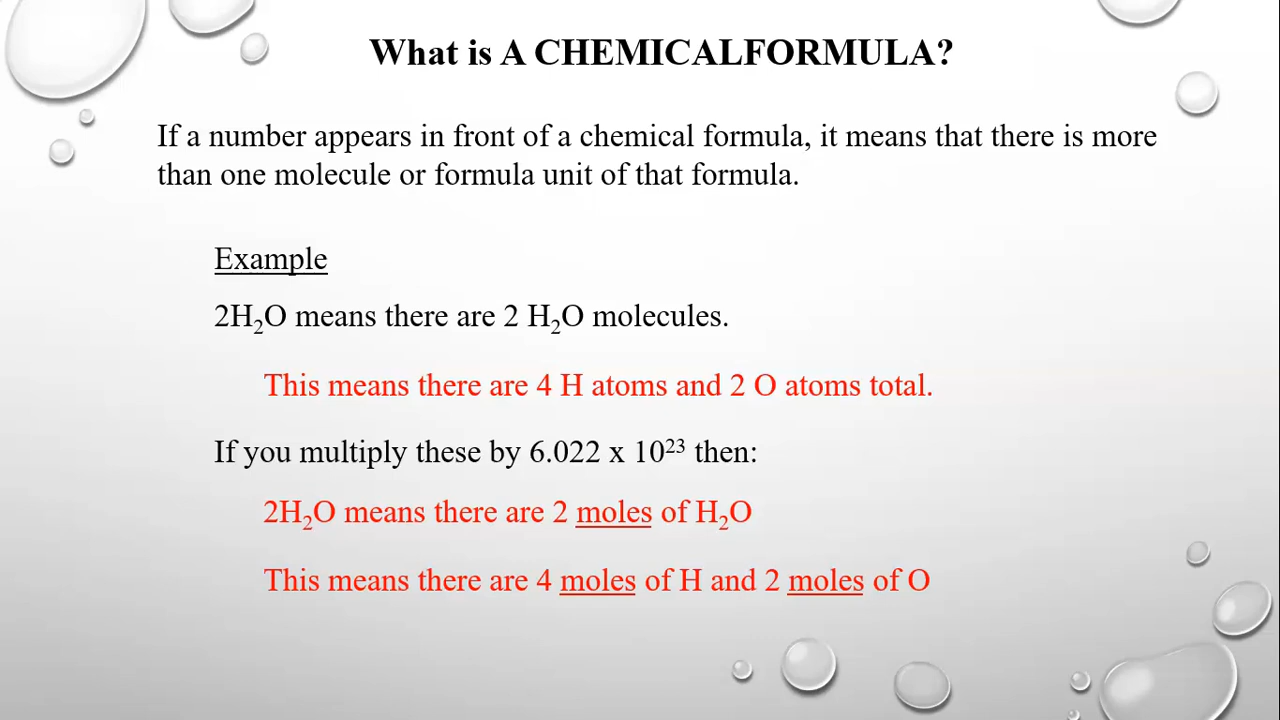 What is A CHEMICALFORMULA?
If a number appears in front of a chemical formula, it means that there is more
than one molecule or formula unit of that formula.
Example
2H₂O means there are 2 H₂O molecules.
This means there are 4 H atoms and 2 O atoms total.
If you multiply these by 6.022 x 10²³ then:
2H₂O means there are 2 moles of H₂O
This means there are 4 moles of H and 2 moles of O